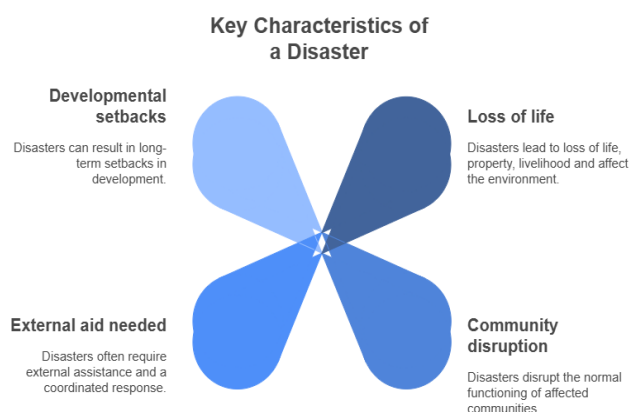 Key Characteristics of
a Disaster
Developmental
setbacks
Disasters can result in long-
term setbacks in
development.
Loss of life
Disasters lead to loss of life,
property, livelihood and affect
the environment.
External aid needed
Disasters often require
external assistance and a
coordinated response.
Community
disruption
Disasters disrupt the normal
functioning of affected
communities